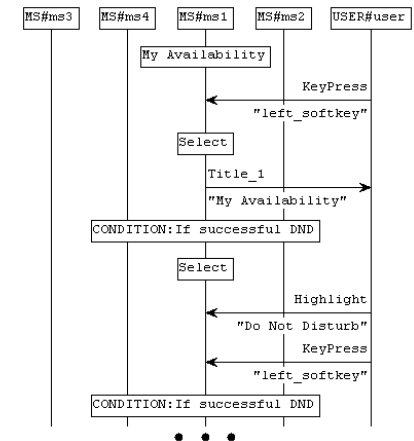 MS#ms3 MS#ms4 MS#ms1 MS#ms2 USER#user
My Availability
KeyPress
"left_softkey"
Select
Title_1
"My Availability"
CONDITION:If successful DND
Select
Highlight
"Do Not Disturb"
KeyPress
"left_softkey"
CONDITION:If successful DND